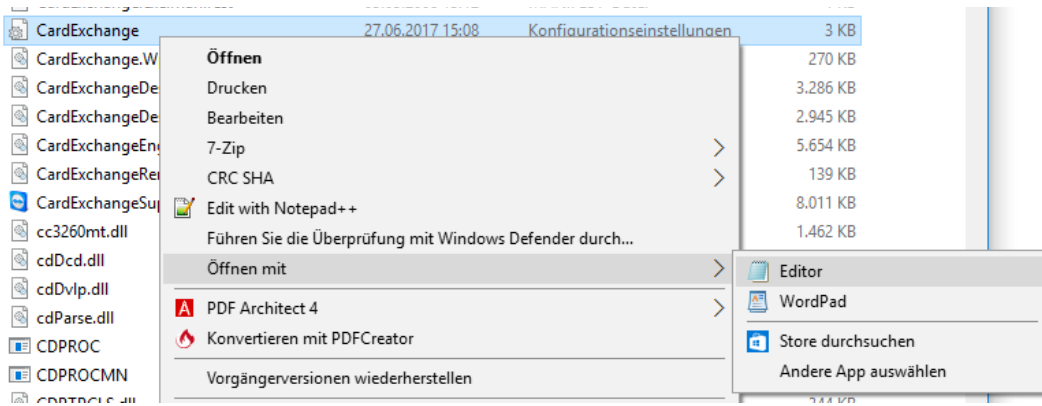 CardExchange 27.06.2017 15:08 Konfigurationseinstellungen 3 KB
CardExchange.W 270 KB
CardExchangeDe 3.286 KB
CardExchangeDe 2.945 KB
CardExchangeEn 5.654 KB
CardExchangeRe 139 KB
CardExchangeSu 8.011 KB
cc3260mt.dll 1.462 KB
cdDcd.dll
cdDvlp.dll
cdParse.dll
CDPROC
CDPROCMN
Öffnen
Drucken
Bearbeiten
7-Zip
CRC SHA
Edit with Notepad++
Führen Sie die Überprüfung mit Windows Defender durch...
Öffnen mit
PDF Architect 4
Konvertieren mit PDFCreator
Vorgängerversionen wiederherstellen
Editor
WordPad
Store durchsuchen
Andere App auswählen